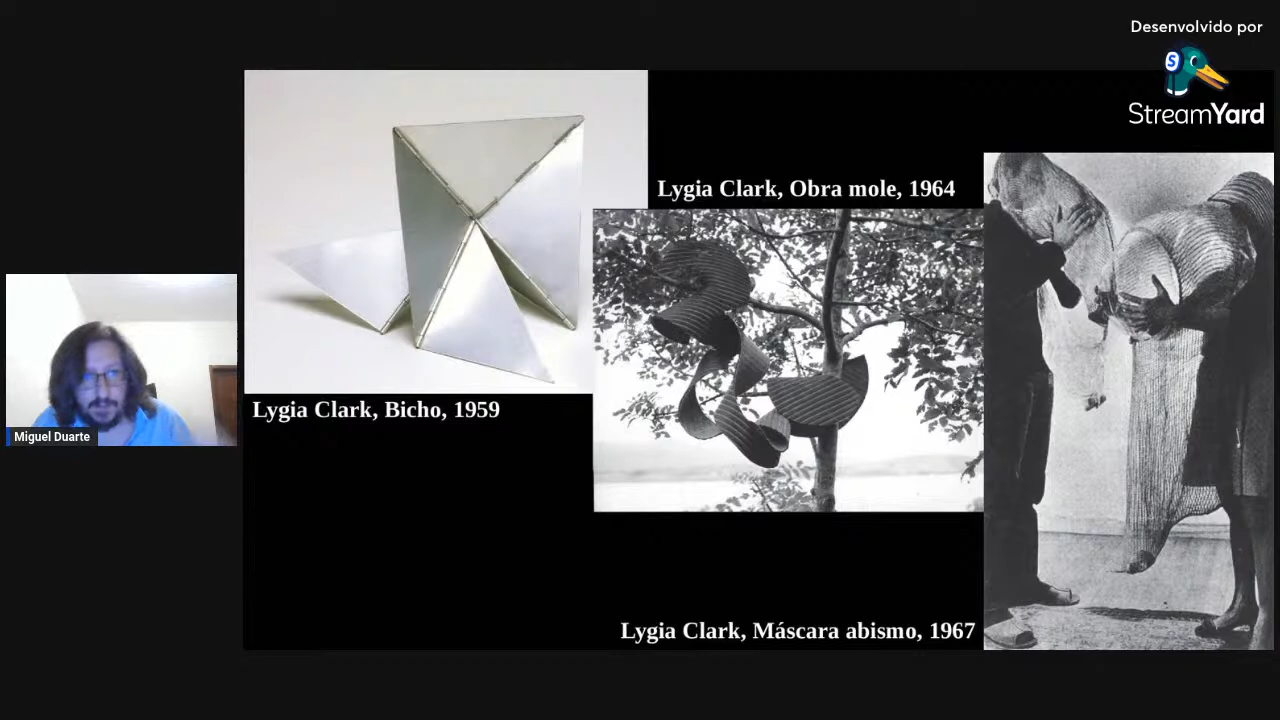 Desenvolvido por
StreamYard
Lygia Clark, Obra mole, 1964
Lygia Clark, Bicho, 1959
Miguel Duarte
Lygia Clark, Máscara abismo, 1967